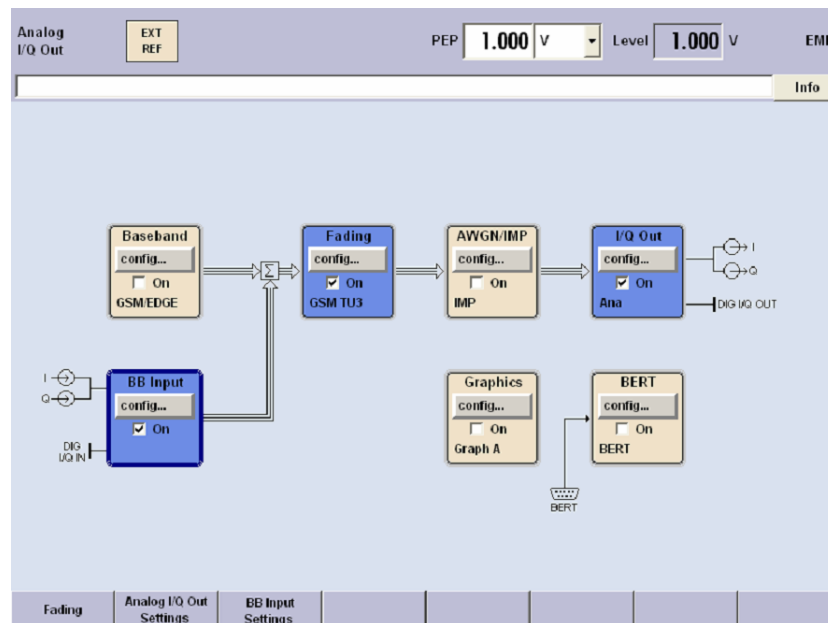 Analog
I/Q Out
EXT
REF
PEP 1.000 V Level 1.000 V
Info
Baseband
config...
On
GSM/EDGE
Σ
Fading
config...
On
GSM TU3
AWGN/IMP
config...
On
IMP
I/Q Out
config...
On
Ana
I
Q
DIG I/Q OUT
I
Q
DIG
I/Q IN
BB Input
config...
On
Graphics
config...
On
Graph A
BERT
config...
On
BERT
BERT
Fading
Analog I/Q Out
Settings
BB Input
Settings